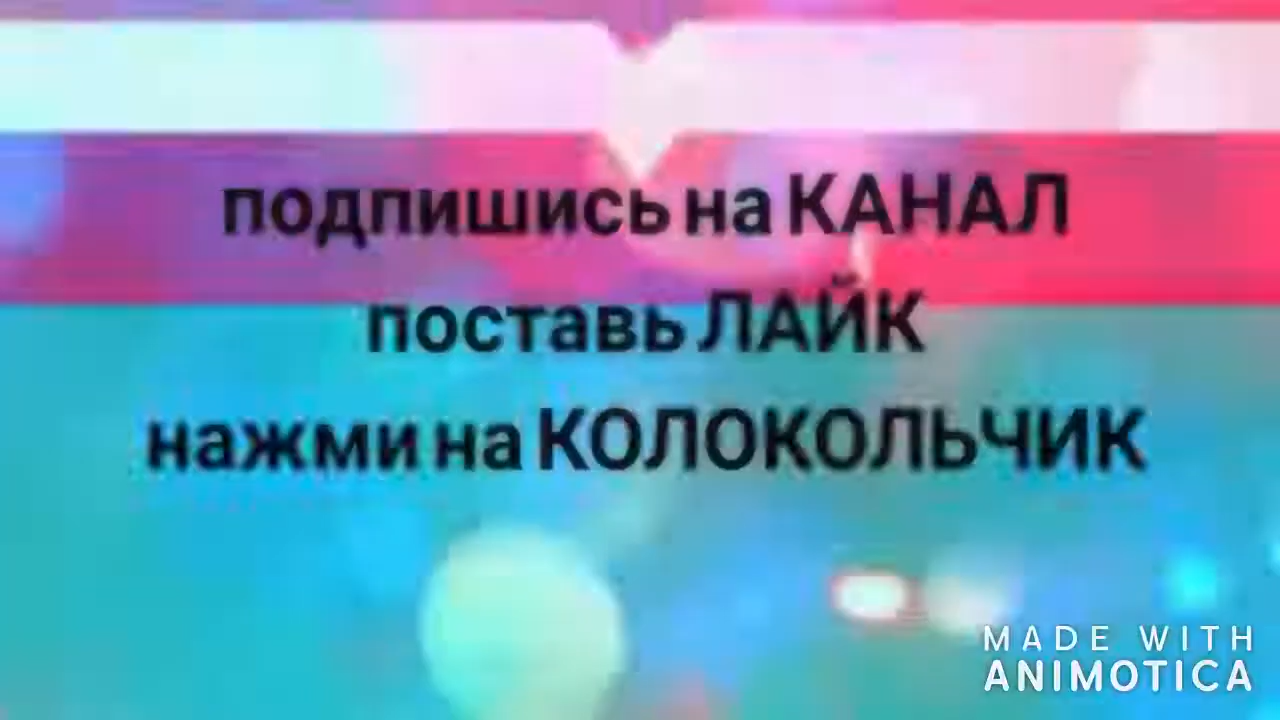 подпишись на КАНАЛ
поставь ЛАЙК
нажми на КОЛОКОЛЬЧИК
MADE WITH
ANIMOTICA